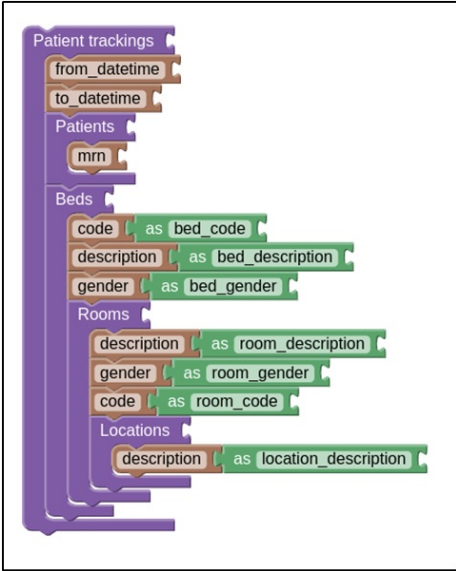 Patient trackings
from_datetime
to_datetime
Patients
mrn
Beds
code as bed_code
description as bed_description
gender as bed_gender
Rooms
description as room_description
gender as room_gender
code as room_code
Locations
description as location_description